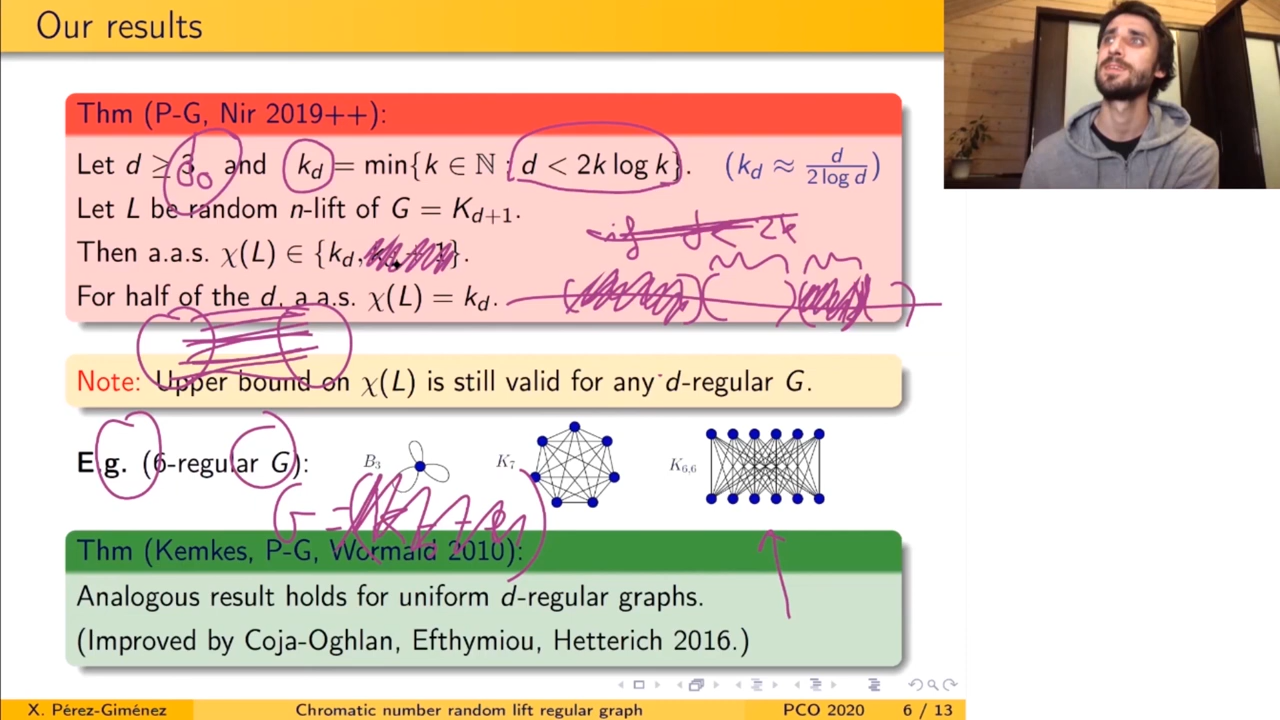 Our results
Thm (P-G, Nir 2019++):
Let d ≥ 3 and k_d = min{k ∈ ℕ : d < 2k log k}. (k_d ≈ d / 2 log d)
Let L be random n-lift of G = K_{d+1}.
Then a.a.s. χ(L) ∈ {k_d, 1}.
if d < 2k
For half of the d, a.a.s. χ(L) = k_d.
Note: Upper bound on χ(L) is still valid for any d-regular G.
E.g. (6-regular G): B_3 K_7 K_{6,6}
G =
Thm (Kemkes, P-G, Wormald 2010):
Analogous result holds for uniform d-regular graphs.
(Improved by Coja-Oghlan, Efthymiou, Hetterich 2016.)
X. Pérez-Giménez Chromatic number random lift regular graph PCO 2020 6 / 13